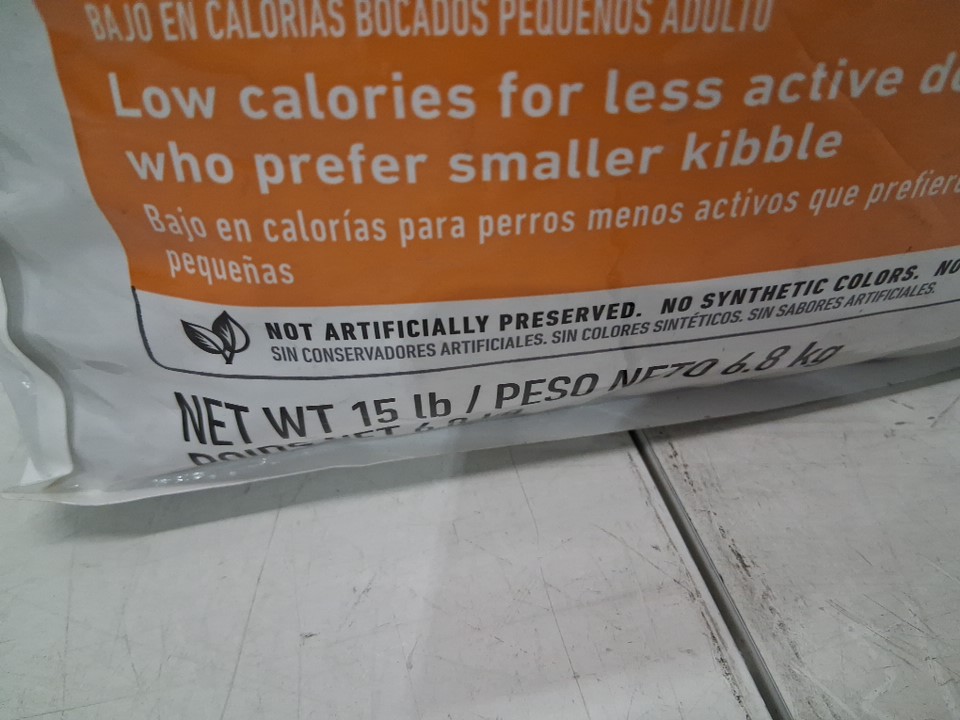 BAJO EN CALORÍAS BOCADOS PEQUEÑOS ADULTO
Low calories for less active
who prefer smaller kibble
Bajo en calorías para perros menos activos que
pequeñas
NOT ARTIFICIALLY PRESERVED. NO SYNTHETIC COLORS.
SIN CONSERVADORES ARTIFICIALES. SIN COLORES SINTÉTICOS. SIN SABORES ARTIFICIALES.
NET WT 15 lb / PESO NETO 6.8 kg